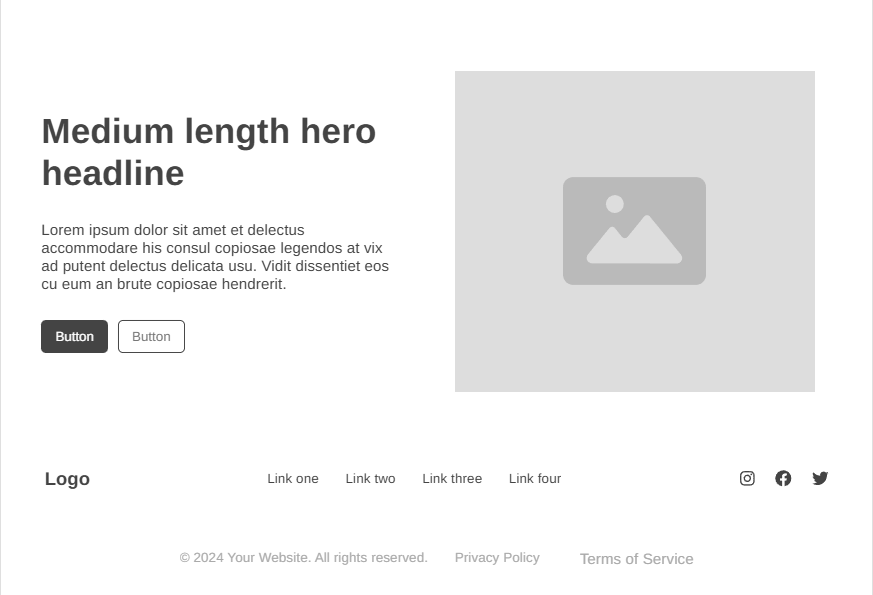 Medium length hero
headline
Lorem ipsum dolor sit amet et delectus
accommodare his consul copiosae legendos at vix
ad putent delectus delicata usu. Vidit dissentiet eos
cu eum an brute copiosae hendrerit.
Button Button
Logo Link one Link two Link three Link four
© 2024 Your Website. All rights reserved. Privacy Policy Terms of Service